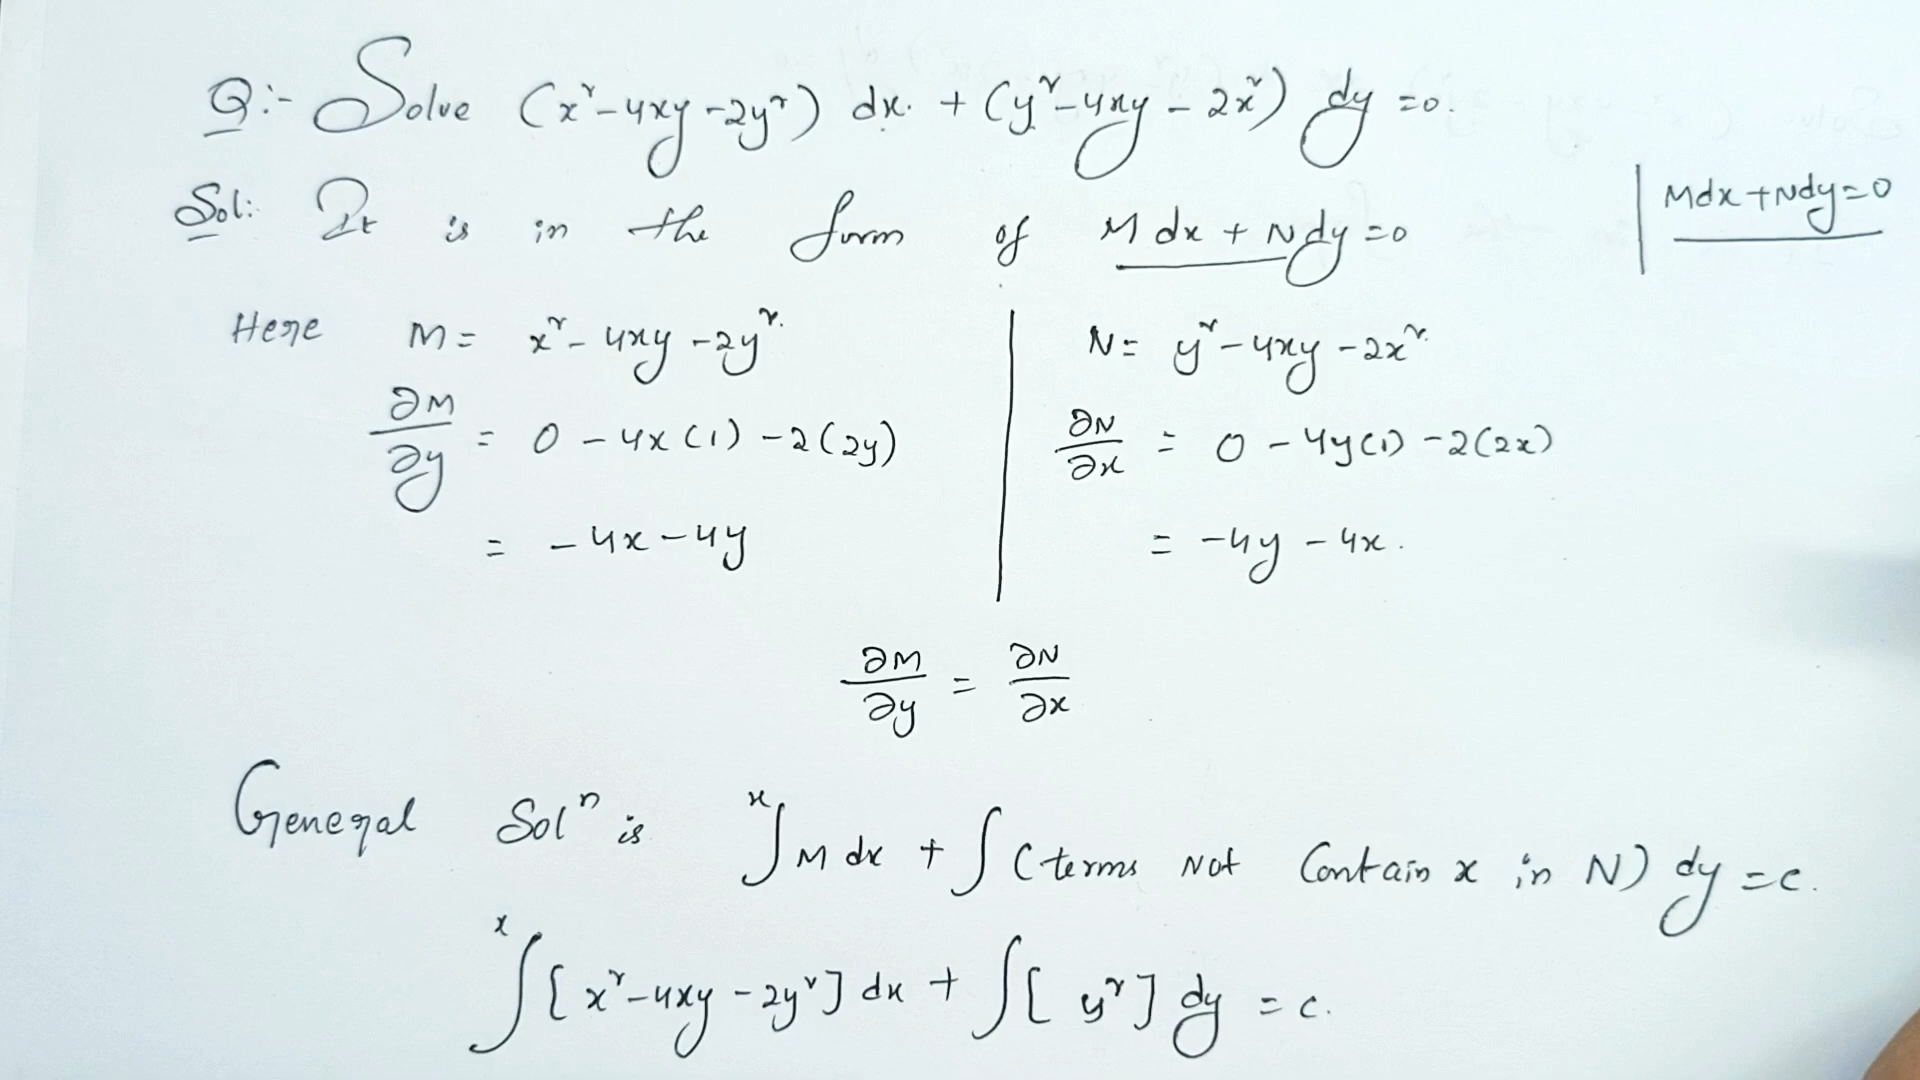 Q:- Solve (x²-4xy-2y²) dx. + (y²-4xy-2x²) dy =0.
Sol: It is in the form of M dx + N dy =0
Mdx+Ndy=0
Here M= x²-4xy-2y².
∂M/∂y = 0-4x(1)-2(2y)
= -4x-4y
N= y²-4xy-2x².
∂N/∂x = 0-4y(1)-2(2x)
= -4y-4x.
∂M/∂y = ∂N/∂x
General Solⁿ is ˣ∫M dx + ∫(terms Not Contain x in N) dy =c.
ˣ∫[x²-4xy-2y²] dx + ∫[y²] dy = c.